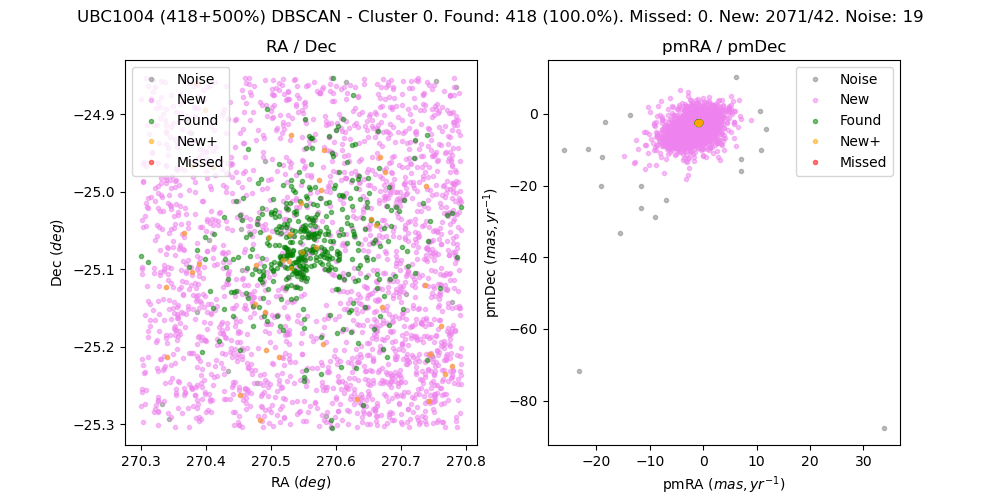 UBC1004 (418+500%) DBSCAN - Cluster 0. Found: 418 (100.0%). Missed: 0. New: 2071/42. Noise: 19
RA / Dec
pmRA / pmDec
Noise
New
Found
New+
Missed
Noise
New
Found
New+
Missed
−24.9
−25.0
−25.1
−25.2
−25.3
Dec (deg)
270.3 270.4 270.5 270.6 270.7 270.8
RA (deg)
0
−20
−40
−60
−80
pmDec (mas, yr⁻¹)
−20 −10 0 10 20 30
pmRA (mas, yr⁻¹)